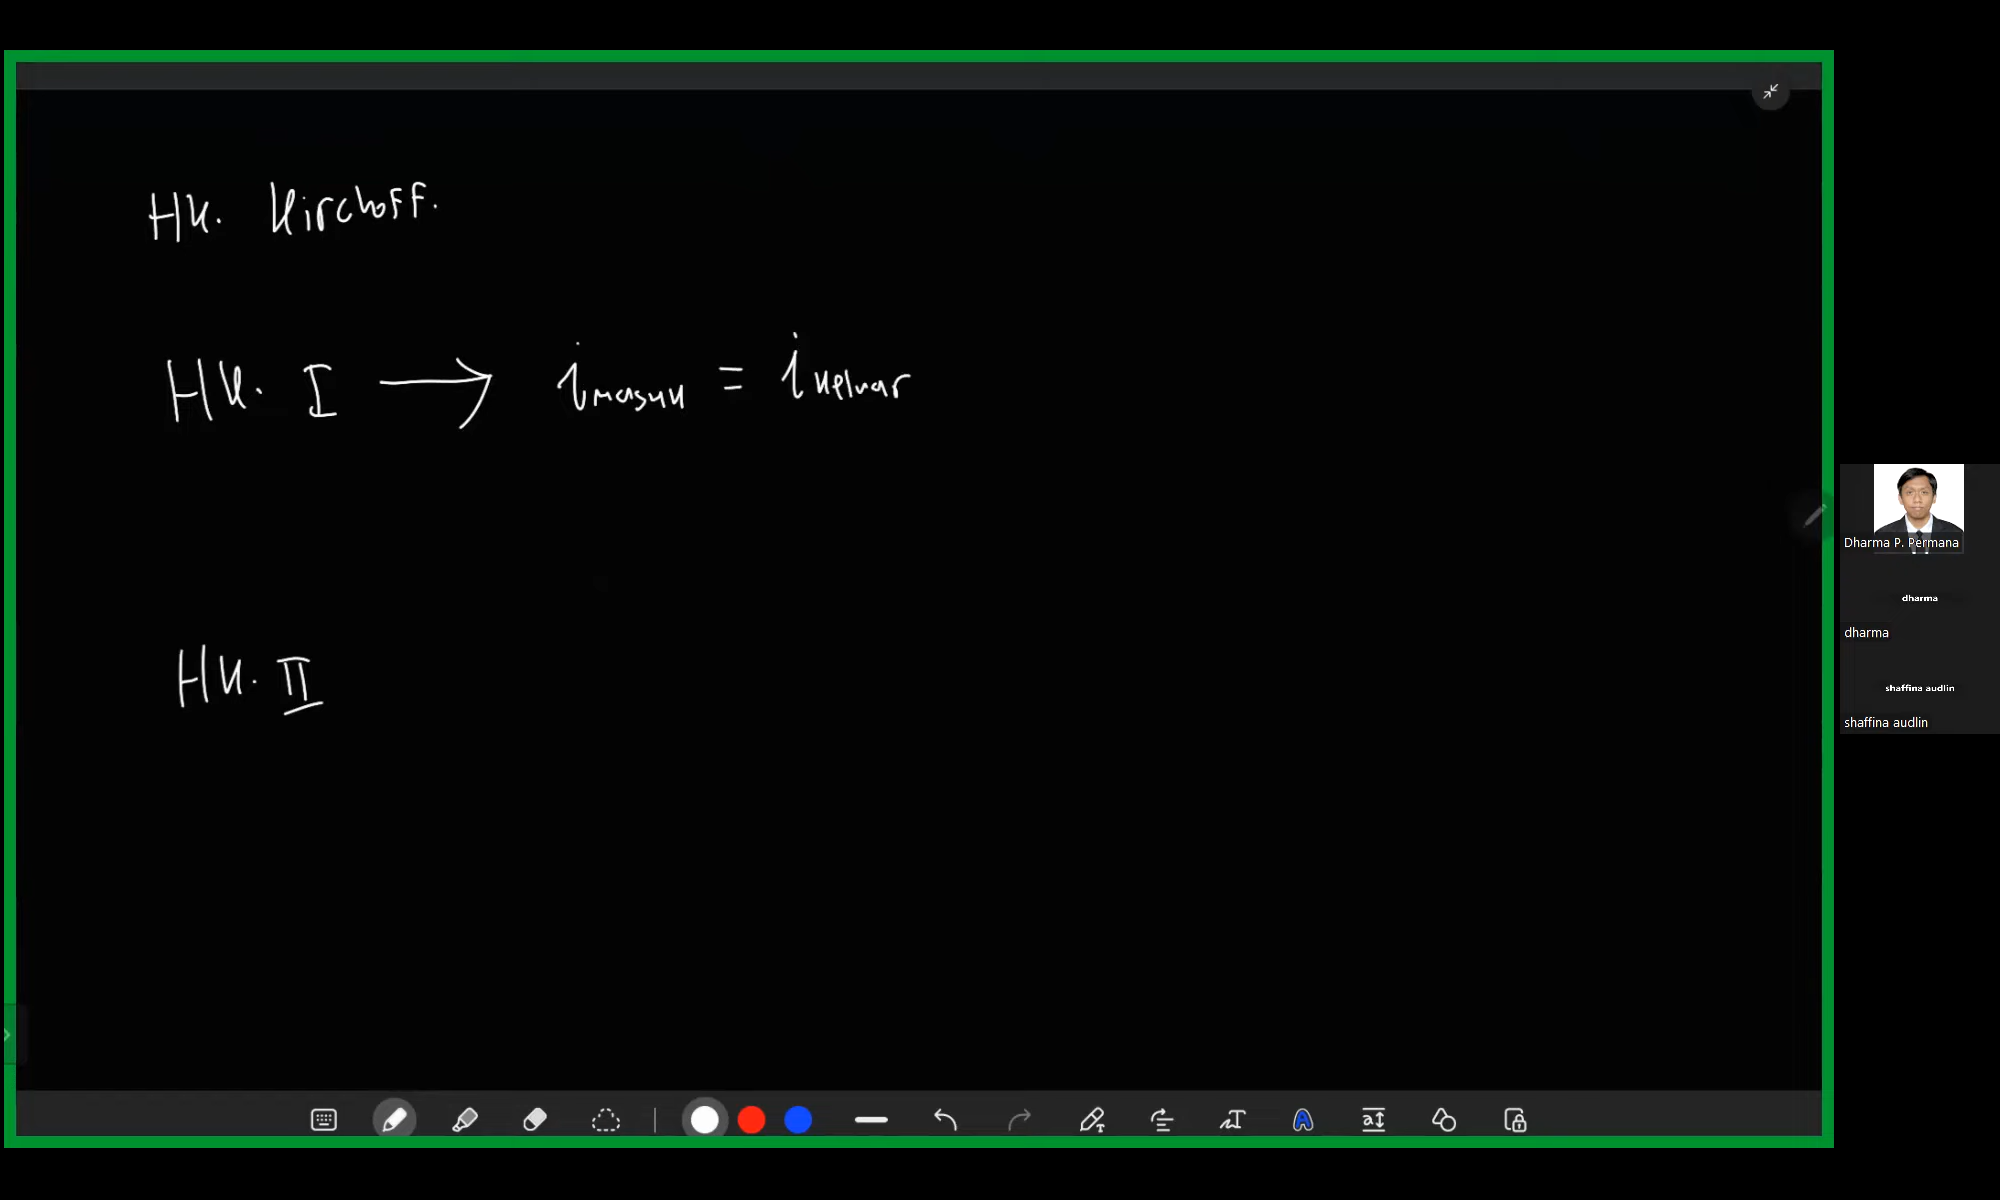 Hk. Kirchoff.
Hk. I → i masuk = i keluar
Hk. II
Dharma P. Permana
dharma
dharma
shaffina audlin
shaffina audlin